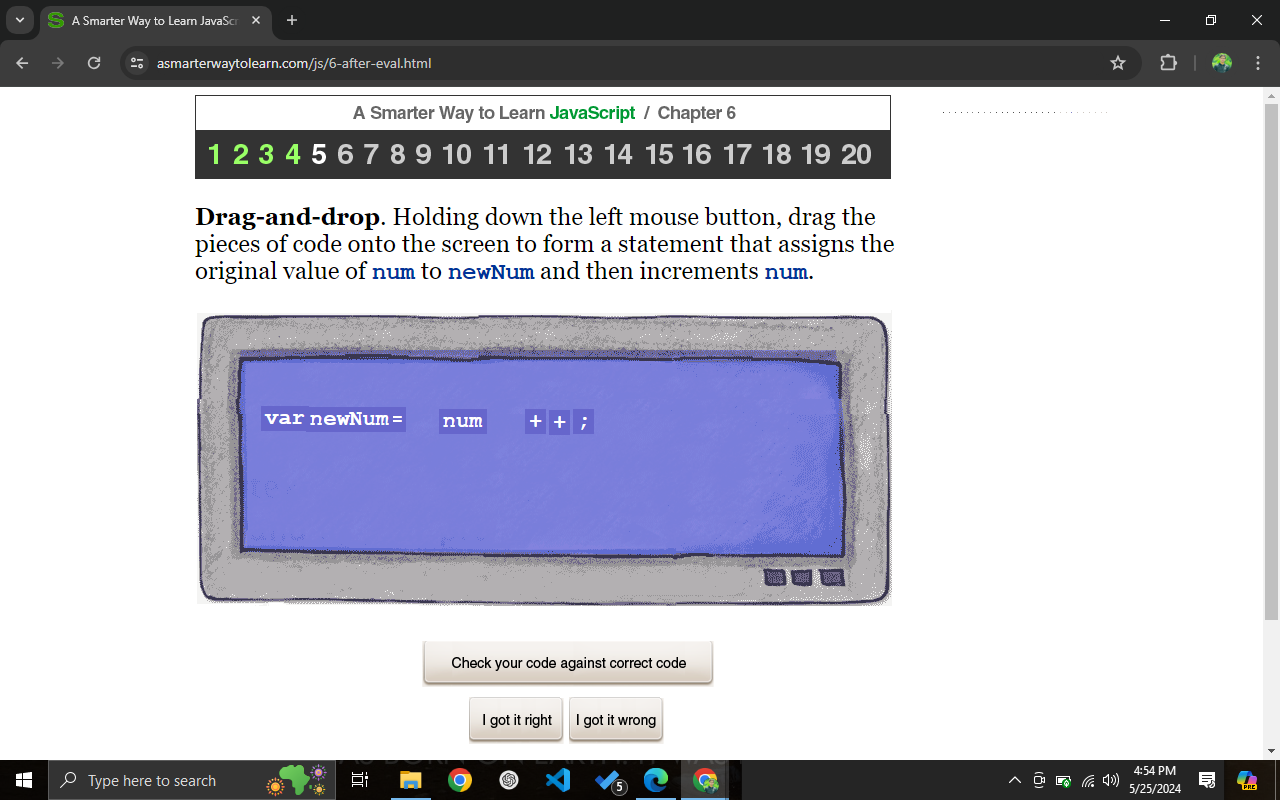 A Smarter Way to Learn JavaSc
asmarterwaytolearn.com/js/6-after-eval.html
A Smarter Way to Learn JavaScript / Chapter 6
1 2 3 4 5 6 7 8 9 10 11 12 13 14 15 16 17 18 19 20
Drag-and-drop. Holding down the left mouse button, drag the
pieces of code onto the screen to form a statement that assigns the
original value of num to newNum and then increments num.
var newNum = num + + ;
Check your code against correct code
I got it right I got it wrong
Type here to search
5
4:54 PM
5/25/2024
PRE